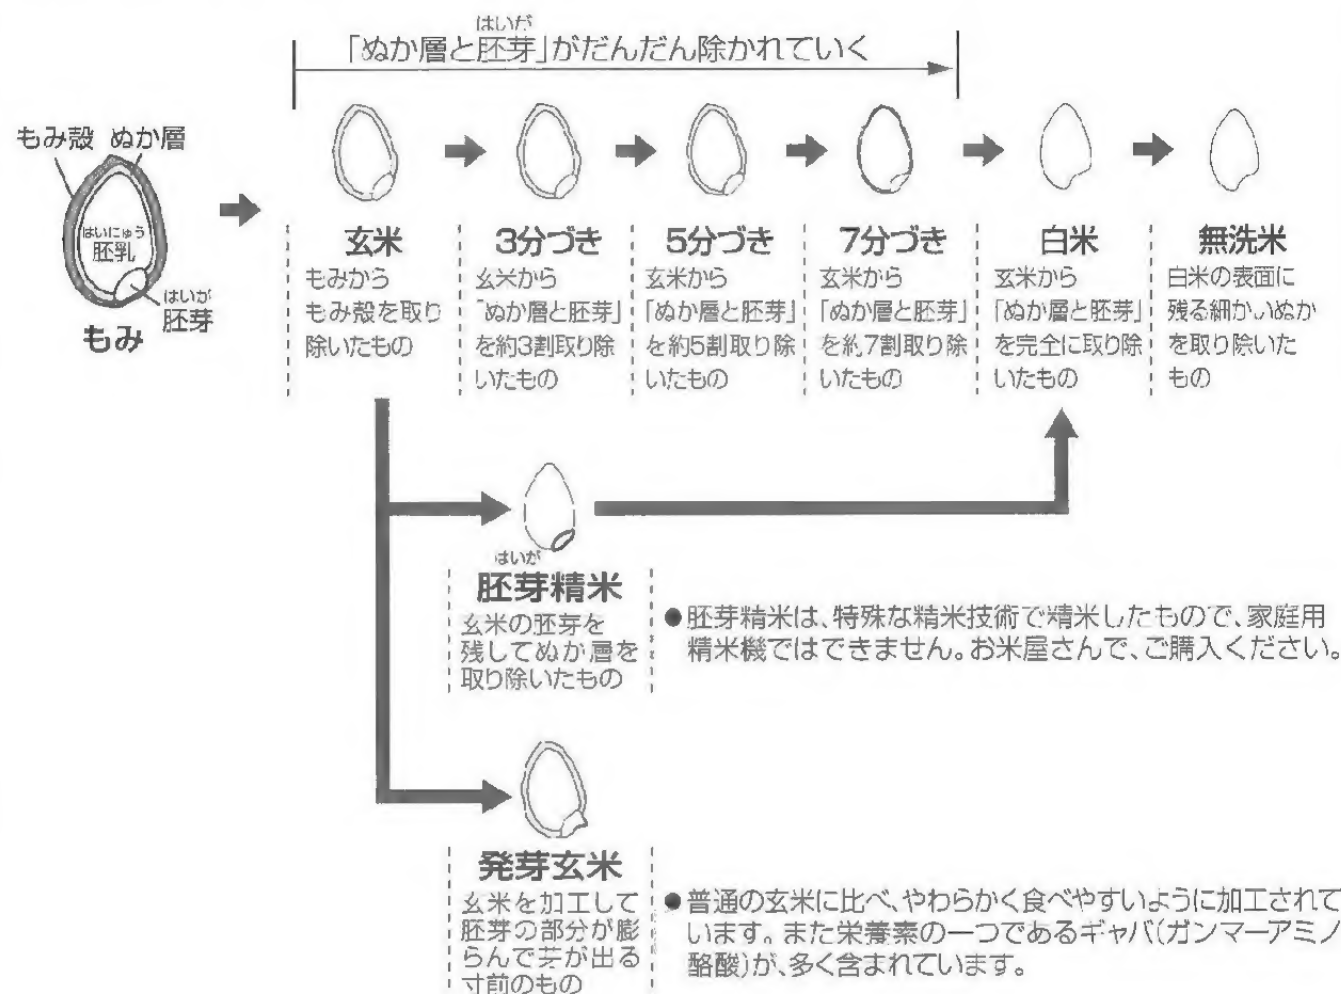 はいが
「ぬか層と胚芽」がだんだん除かれていく
もみ殻 ぬか層
はいにゅう
胚乳
はいが
胚芽
もみ
玄米
もみから
もみ殻を取り
除いたもの
3分づき
玄米から
「ぬか層と胚芽」
を約3割取り除
いたもの
5分づき
玄米から
「ぬか層と胚芽」
を約5割取り除
いたもの
7分づき
玄米から
「ぬか層と胚芽」
を約7割取り除
いたもの
白米
玄米から
「ぬか層と胚芽」
を完全に取り除
いたもの
無洗米
白米の表面に
残る細かいぬか
を取り除いた
もの
はいが
胚芽精米
玄米の胚芽を
残してぬか層を
取り除いたもの
●胚芽精米は、特殊な精米技術で精米したもので、家庭用
精米機ではできません。お米屋さんで、ご購入ください。
発芽玄米
玄米を加工して
胚芽の部分が膨
らんで芽が出る
寸前のもの
●普通の玄米に比べ、やわらかく食べやすいように加工されて
います。また栄養素の一つであるギャバ(ガンマーアミノ
酪酸)が、多く含まれています。